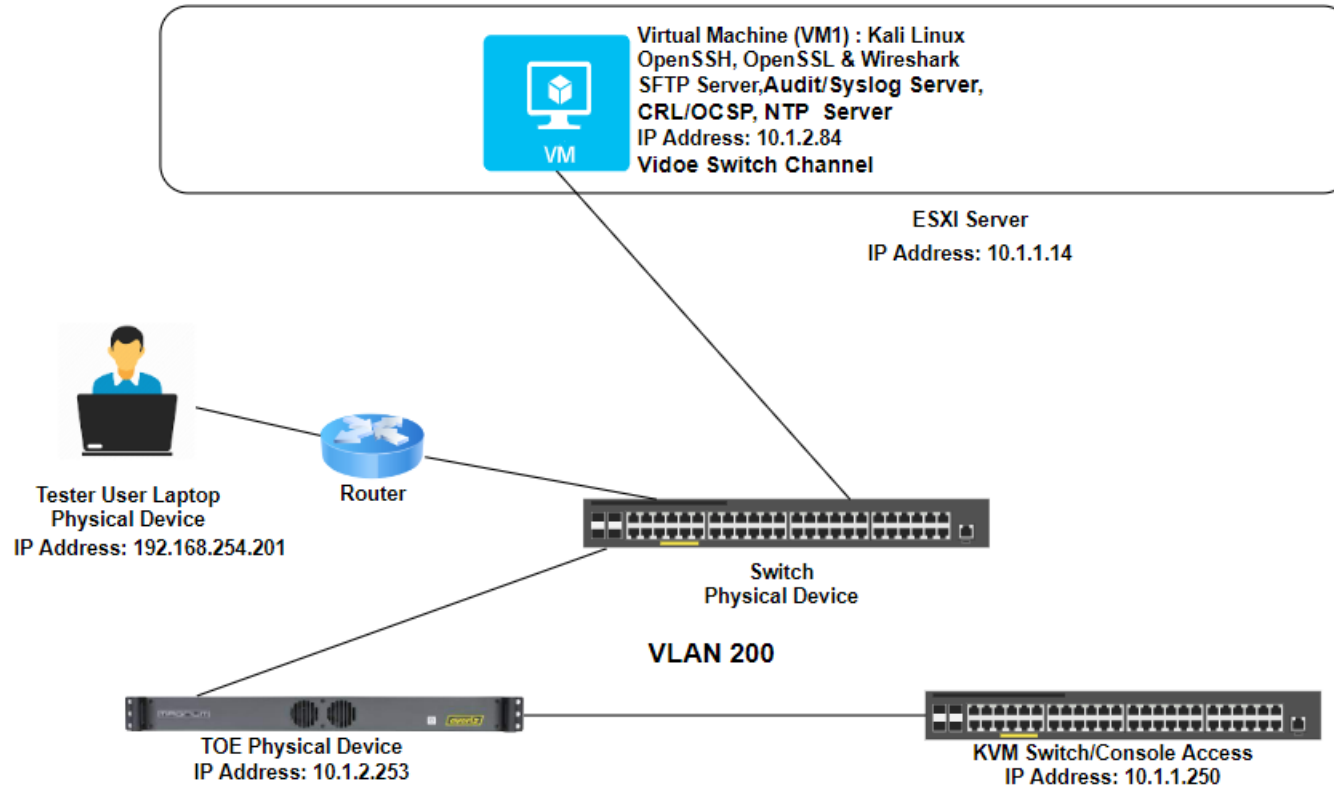 Virtual Machine (VM1) : Kali Linux
OpenSSH, OpenSSL & Wireshark
SFTP Server,Audit/Syslog Server,
CRL/OCSP, NTP Server
IP Address: 10.1.2.84
Vidoe Switch Channel
VM
ESXI Server
IP Address: 10.1.1.14
Tester User Laptop
Physical Device
IP Address: 192.168.254.201
Router
Switch
Physical Device
VLAN 200
MAGNUM
evertz
TOE Physical Device
IP Address: 10.1.2.253
KVM Switch/Console Access
IP Address: 10.1.1.250